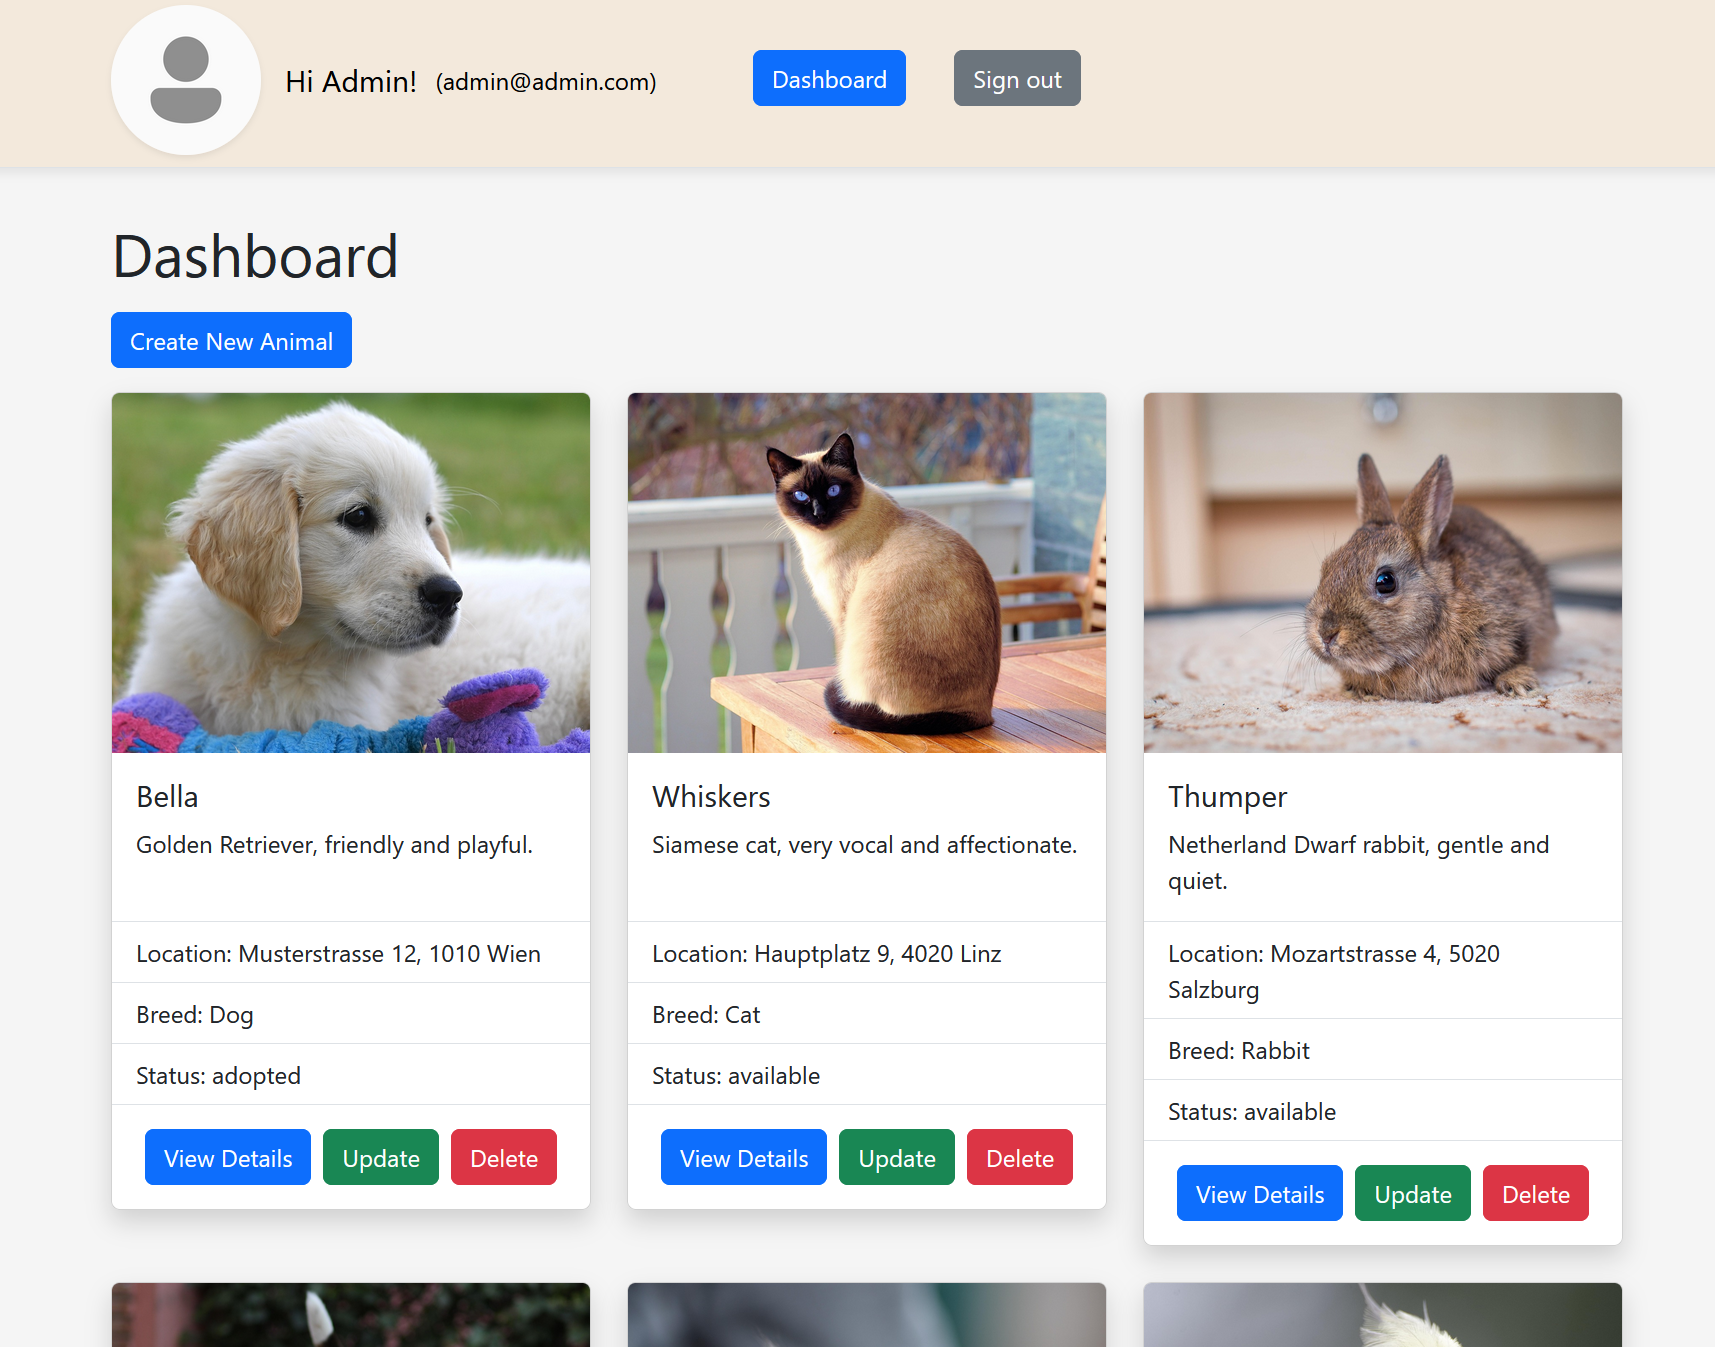 Hi Admin! (admin@admin.com)
Dashboard
Sign out
Dashboard
Create New Animal
Bella
Golden Retriever, friendly and playful.
Location: Musterstrasse 12, 1010 Wien
Breed: Dog
Status: adopted
View Details
Update
Delete
Whiskers
Siamese cat, very vocal and affectionate.
Location: Hauptplatz 9, 4020 Linz
Breed: Cat
Status: available
View Details
Update
Delete
Thumper
Netherland Dwarf rabbit, gentle and
quiet.
Location: Mozartstrasse 4, 5020
Salzburg
Breed: Rabbit
Status: available
View Details
Update
Delete